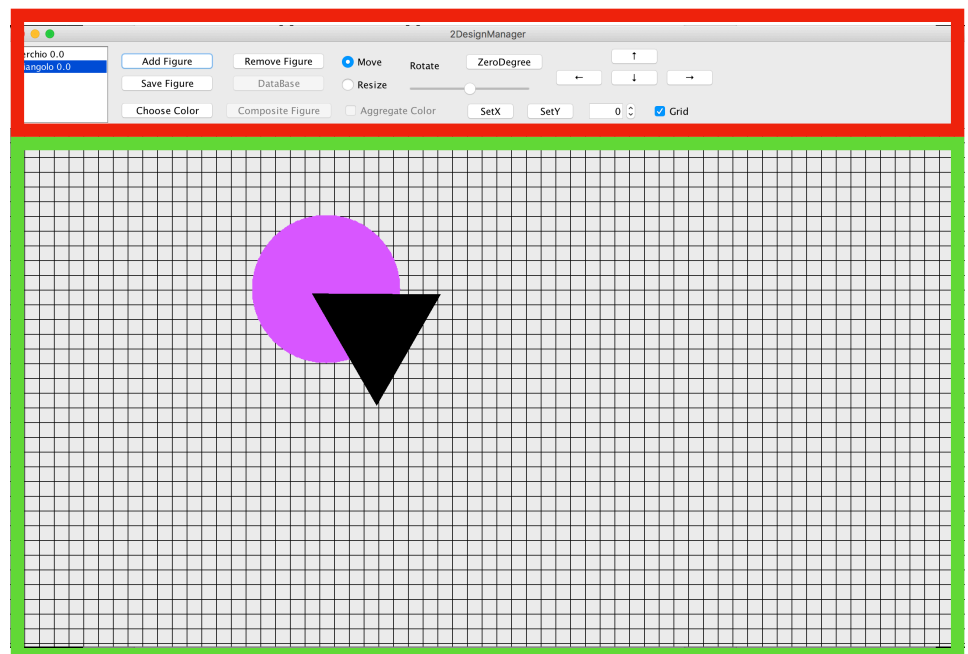 2DesignManager
erchio 0.0
iangolo 0.0
Add Figure Remove Figure Move Rotate ZeroDegree ↑
Save Figure DataBase Resize ← ↓ →
Choose Color Composite Figure Aggregate Color SetX SetY 0 Grid